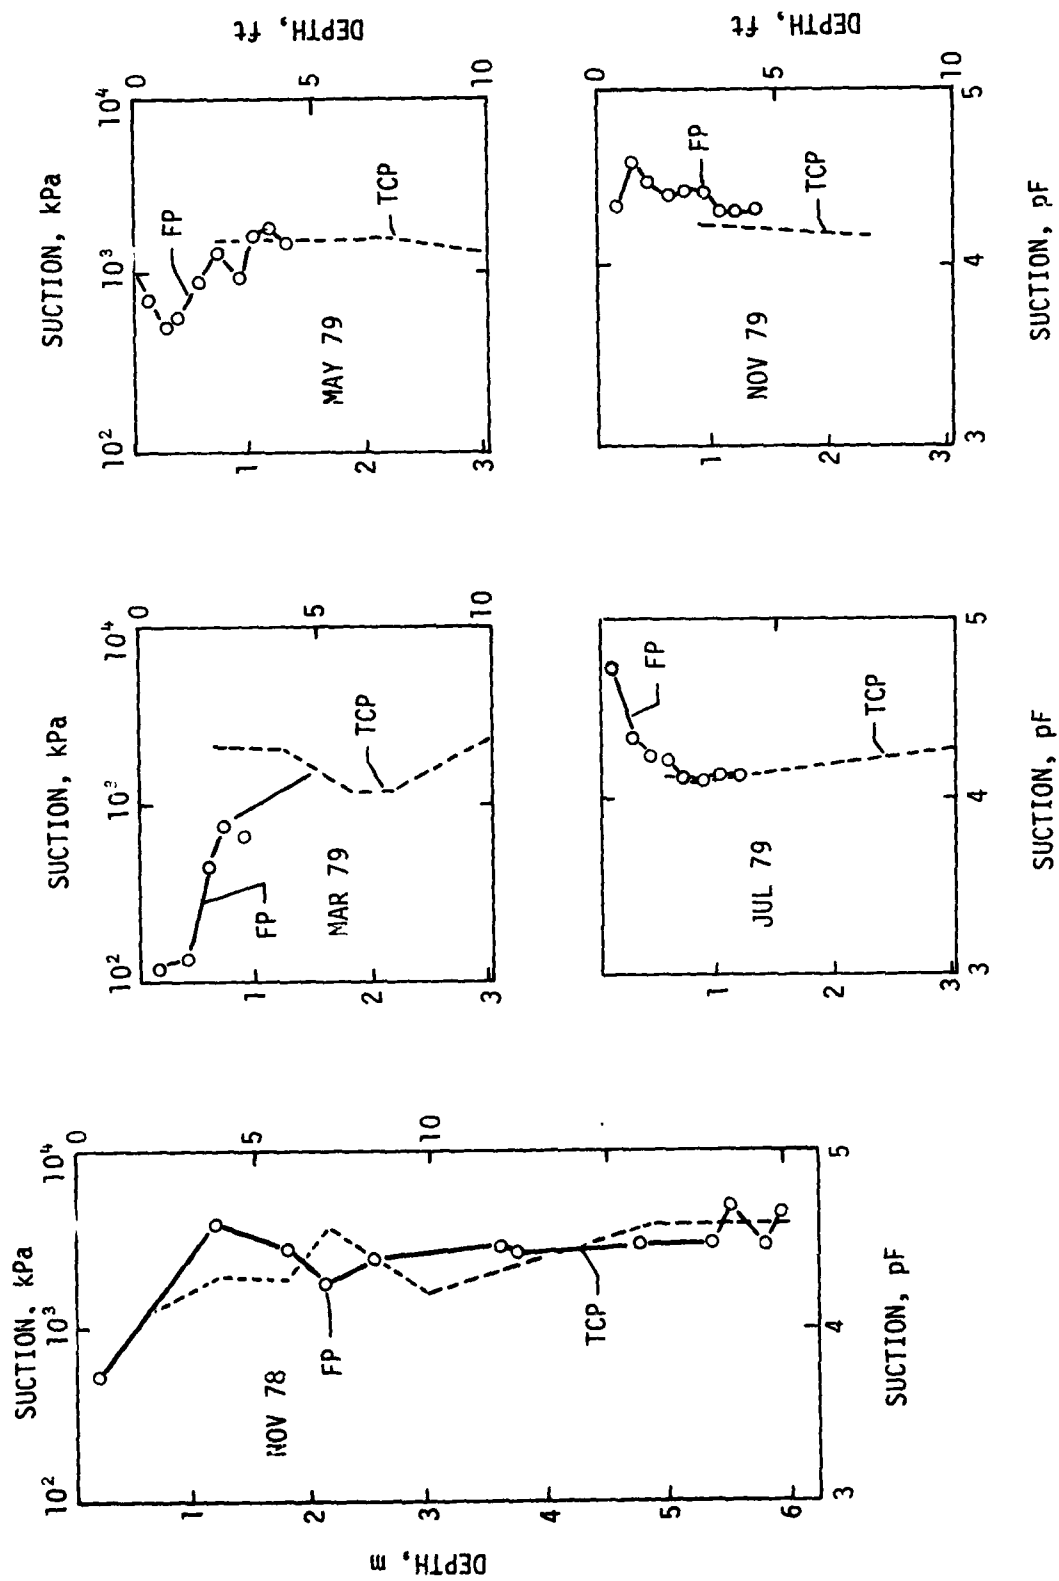 SUCTION, kPa
10² 10³ 10⁴
DEPTH, m
1
2
3
4
5
6
0
5
10
NOV 78
FP
TCP
3 4 5
SUCTION, pF
SUCTION, kPa
10² 10³ 10⁴
1
2
3
0
5
10
FP
MAR 79
TCP
SUCTION, kPa
10² 10³ 10⁴
1
2
3
0
5
10
DEPTH, ft
FP
MAY 79
TCP
1
2
3
FP
JUL 79
TCP
3 4 5
SUCTION, pF
1
2
3
0
5
10
DEPTH, ft
FP
NOV 79
TCP
3 4 5
SUCTION, pF